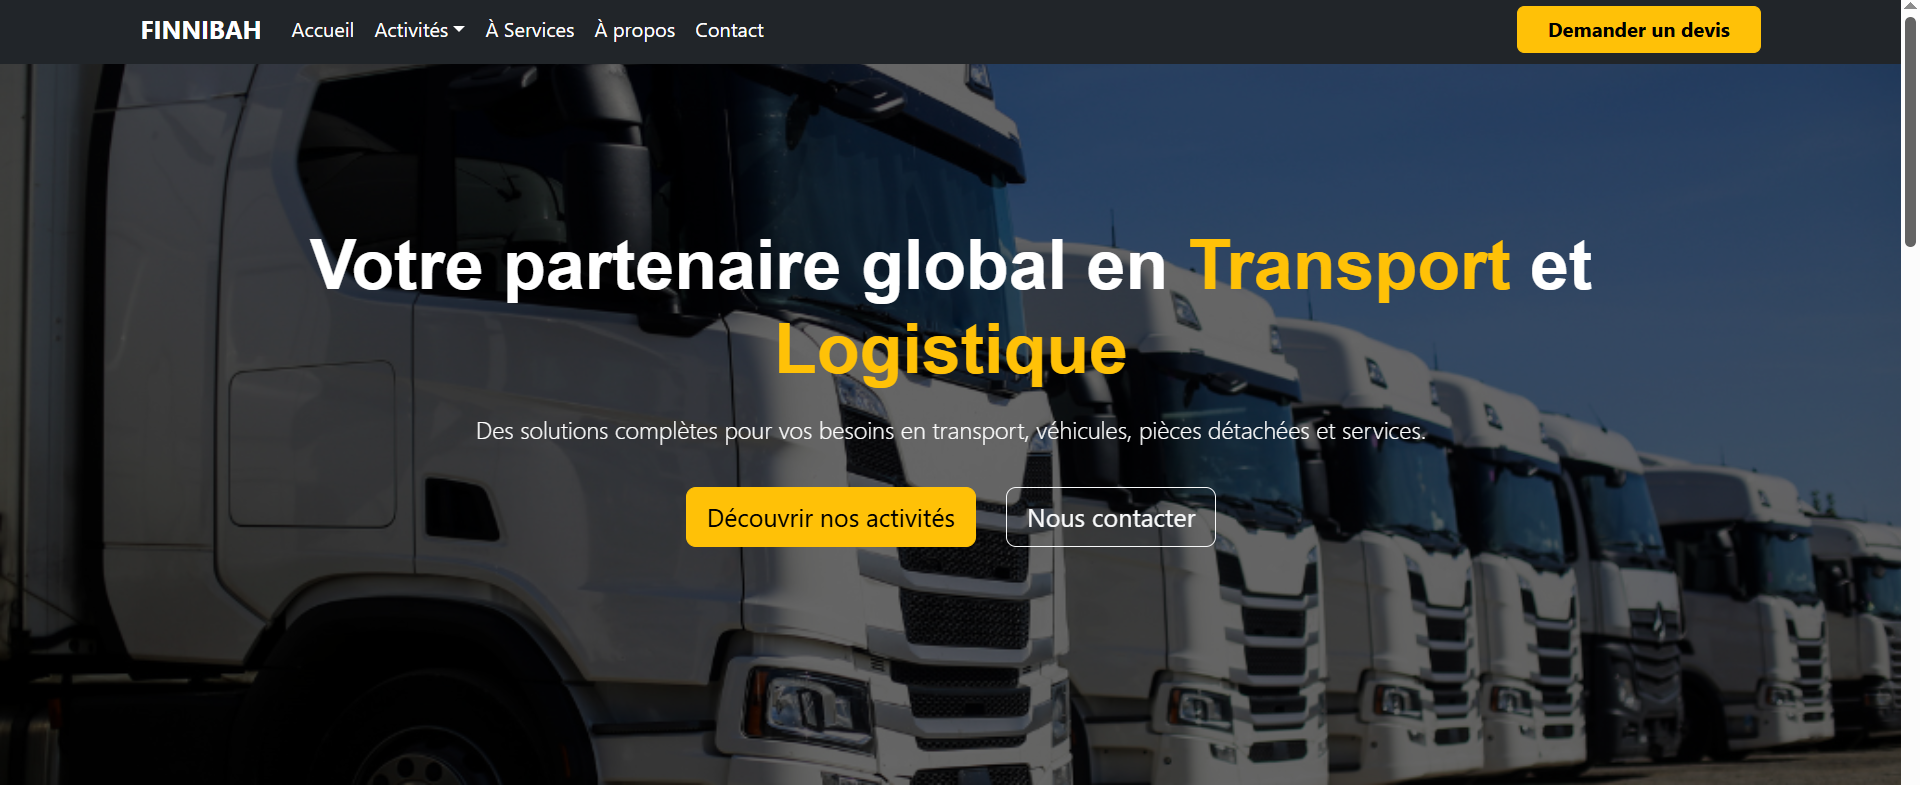 FINNIBAH Accueil Activités À Services À propos Contact Demander un devis
Votre partenaire global en Transport et
Logistique
Des solutions complètes pour vos besoins en transport, véhicules, pièces détachées et services.
Découvrir nos activités Nous contacter